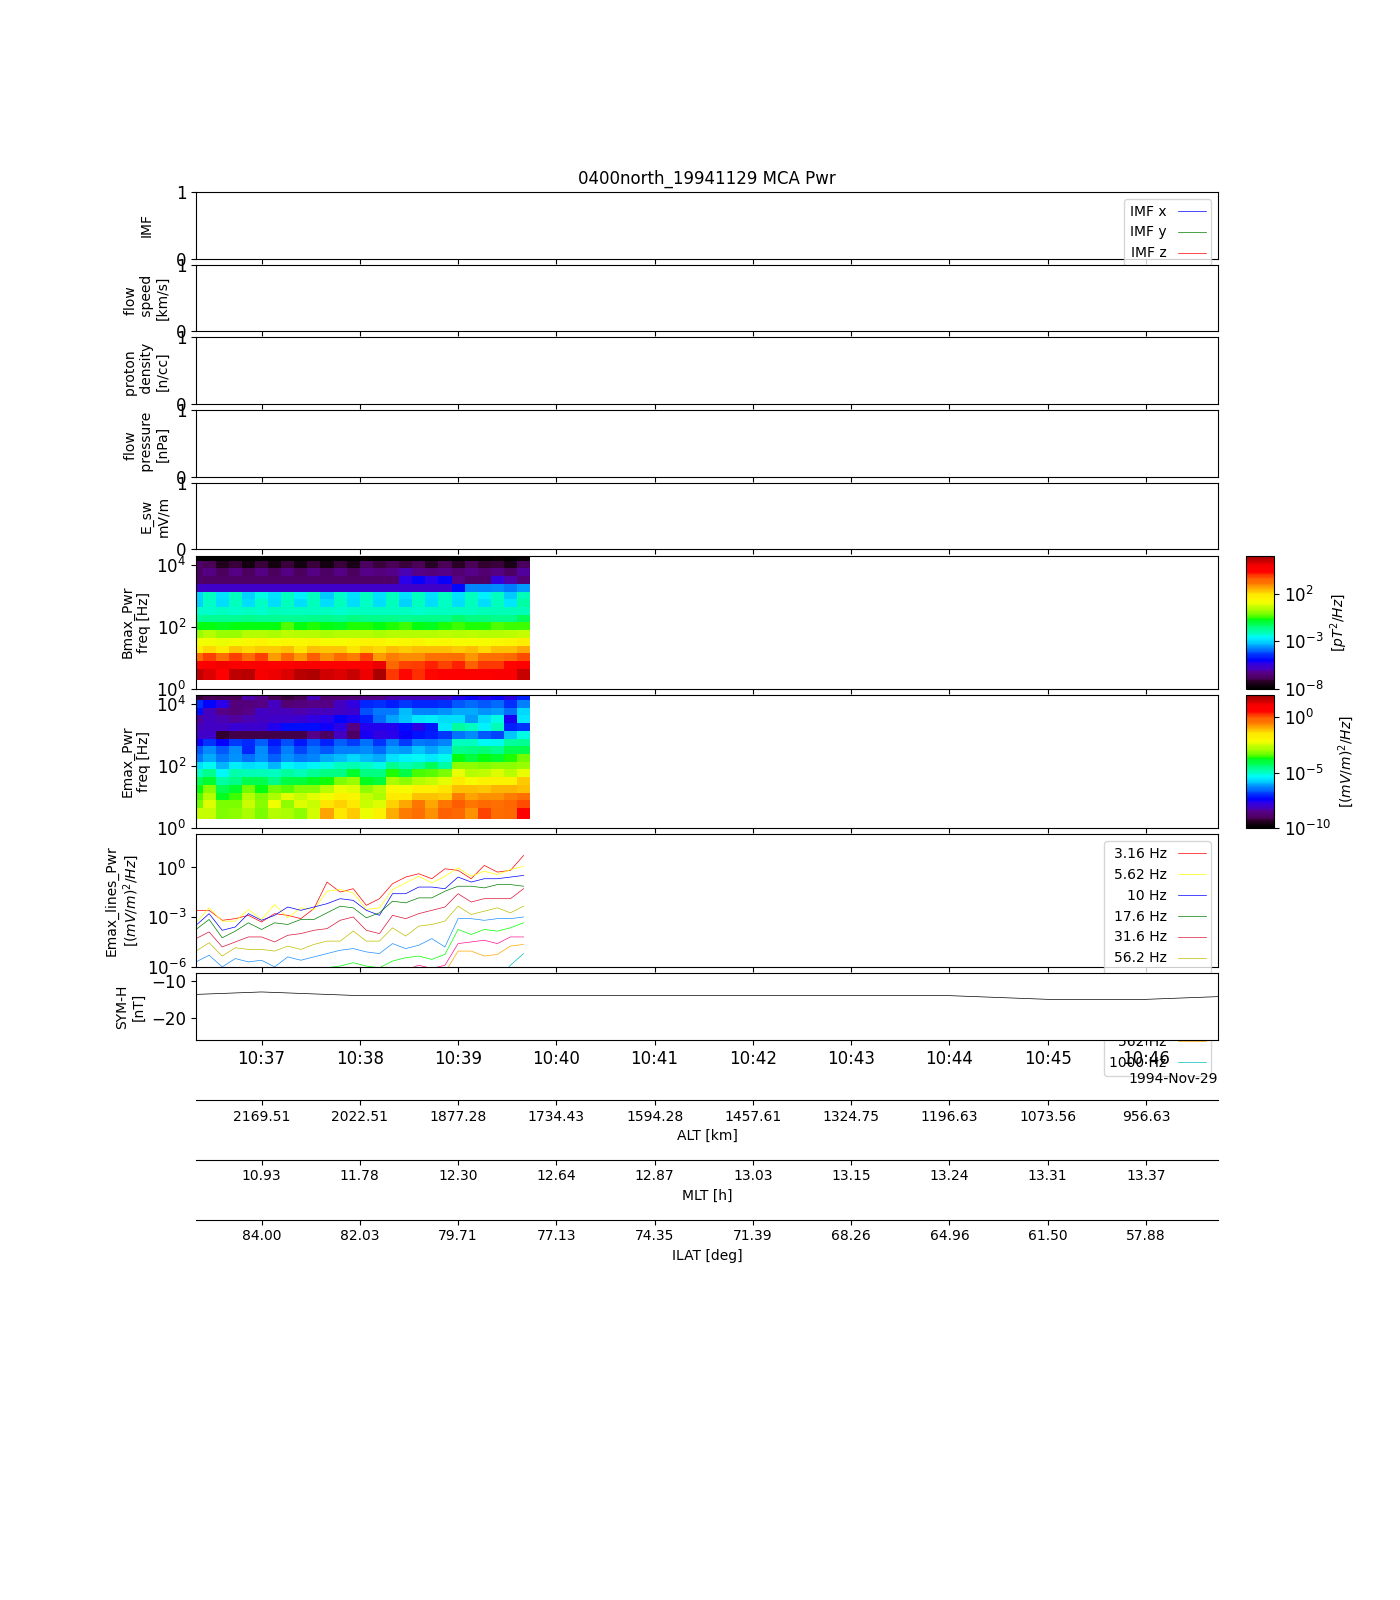 0400north_19941129 MCA Pwr
1
IMF
0
IMF x
IMF y
IMF z
1
flow
speed
[km/s]
0
1
proton
density
[n/cc]
0
1
flow
pressure
[nPa]
0
1
E_sw
mV/m
0
10^4
Bmax_Pwr
freq [Hz]
10^2
10^0
10^2
10^-3
10^-8
[pT^2/Hz]
10^4
Emax_Pwr
freq [Hz]
10^2
10^0
10^0
10^-5
10^-10
[(mV/m)^2/Hz]
10^0
Emax_lines_Pwr
[(mV/m)^2/Hz]
10^-3
10^-6
3.16 Hz
5.62 Hz
10 Hz
17.6 Hz
31.6 Hz
56.2 Hz
−10
SYM-H
[nT]
−20
562 Hz
1000 Hz
10:37 10:38 10:39 10:40 10:41 10:42 10:43 10:44 10:45 10:46
1994-Nov-29
2169.51 2022.51 1877.28 1734.43 1594.28 1457.61 1324.75 1196.63 1073.56 956.63
ALT [km]
10.93 11.78 12.30 12.64 12.87 13.03 13.15 13.24 13.31 13.37
MLT [h]
84.00 82.03 79.71 77.13 74.35 71.39 68.26 64.96 61.50 57.88
ILAT [deg]